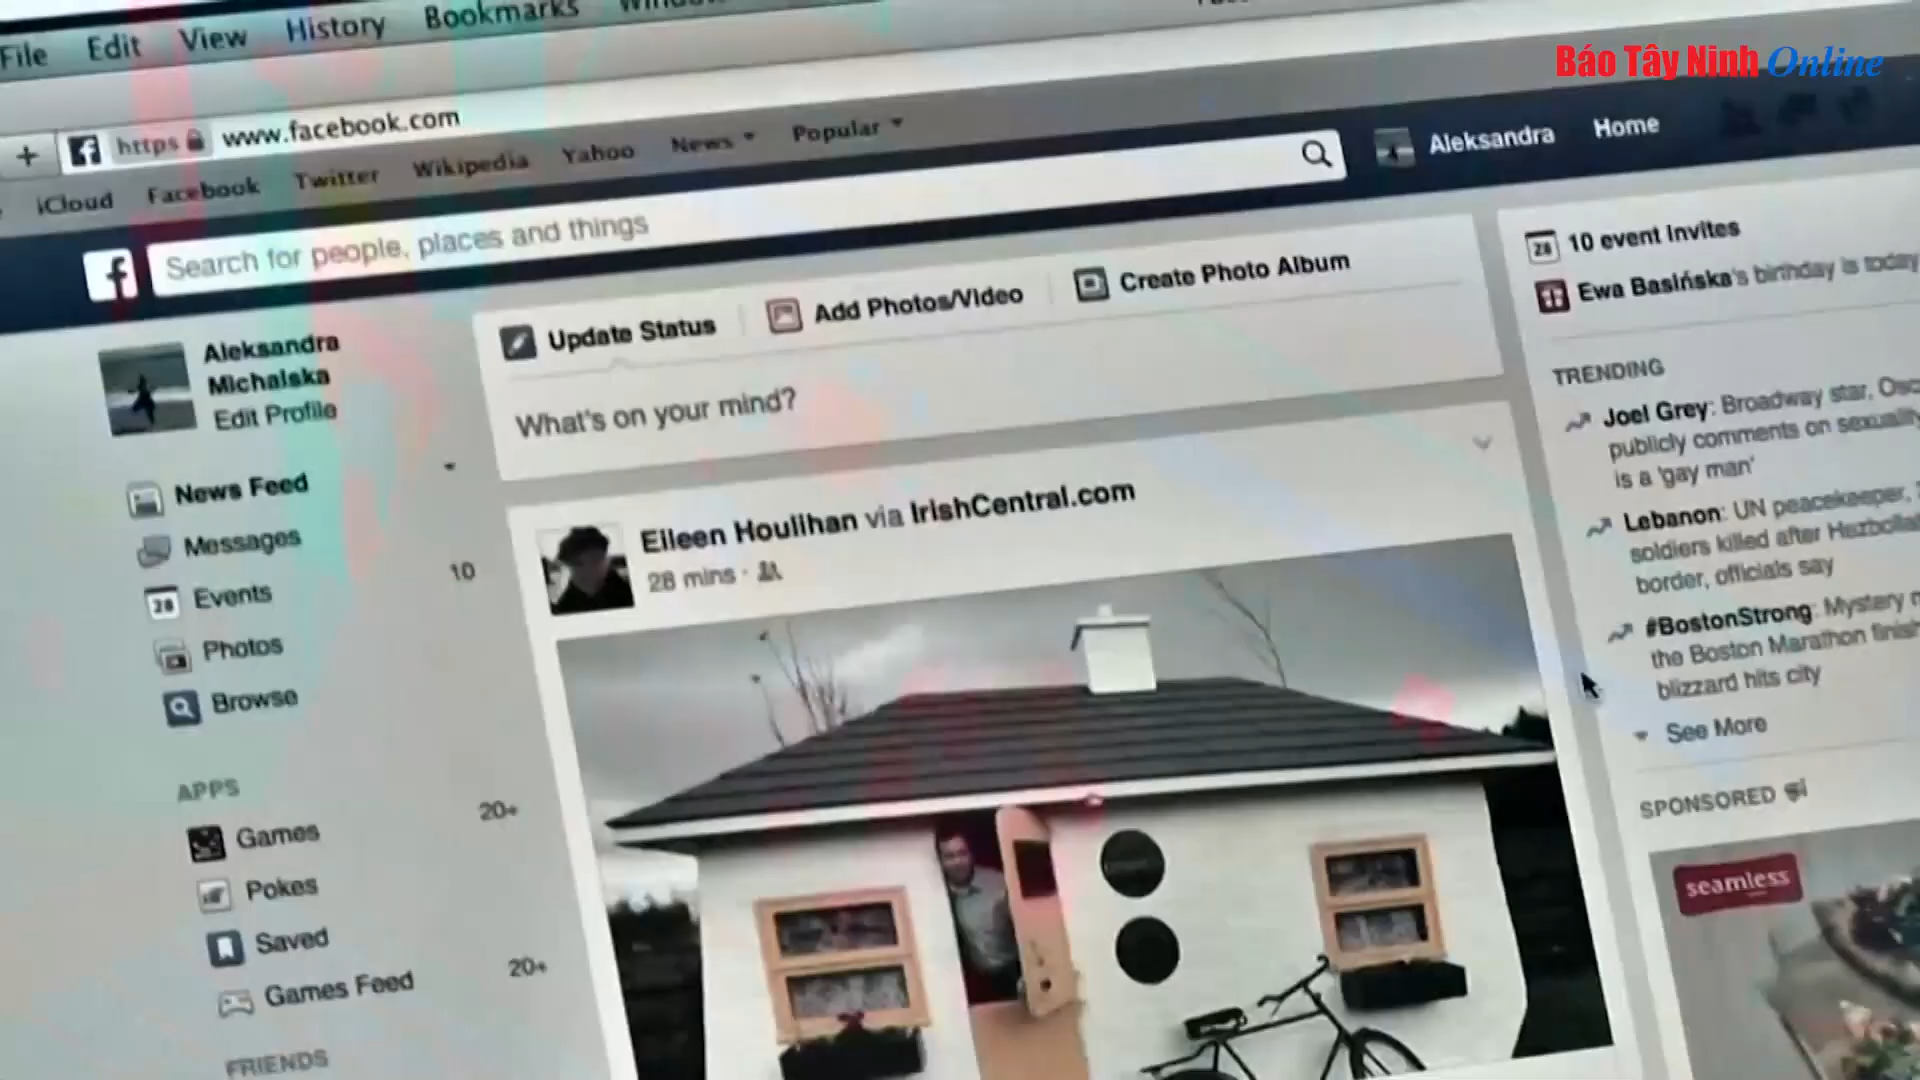 File Edit View History Bookmarks
Báo Tây Ninh Online
https www.facebook.com
iCloud Facebook Twitter Wikipedia Yahoo News Popular
Search for people, places and things
Aleksandra Home
Aleksandra
Michalska
Edit Profile
News Feed
Messages
Events 10
28
Photos
Browse
APPS
Games 20+
Pokes
Saved
Games Feed 20+
FRIENDS
Update Status Add Photos/Video Create Photo Album
What's on your mind?
Eileen Houlihan via IrishCentral.com
28 mins ·
28 10 event invites
Ewa Basińska's birthday is today
TRENDING
Joel Grey: Broadway star,
publicly comments on sexuality
is a 'gay man'
Lebanon: UN peacekeeper,
soldiers killed after
border, officials say
#BostonStrong: Mystery
the Boston Marathon
blizzard hits city
See More
SPONSORED
seamless